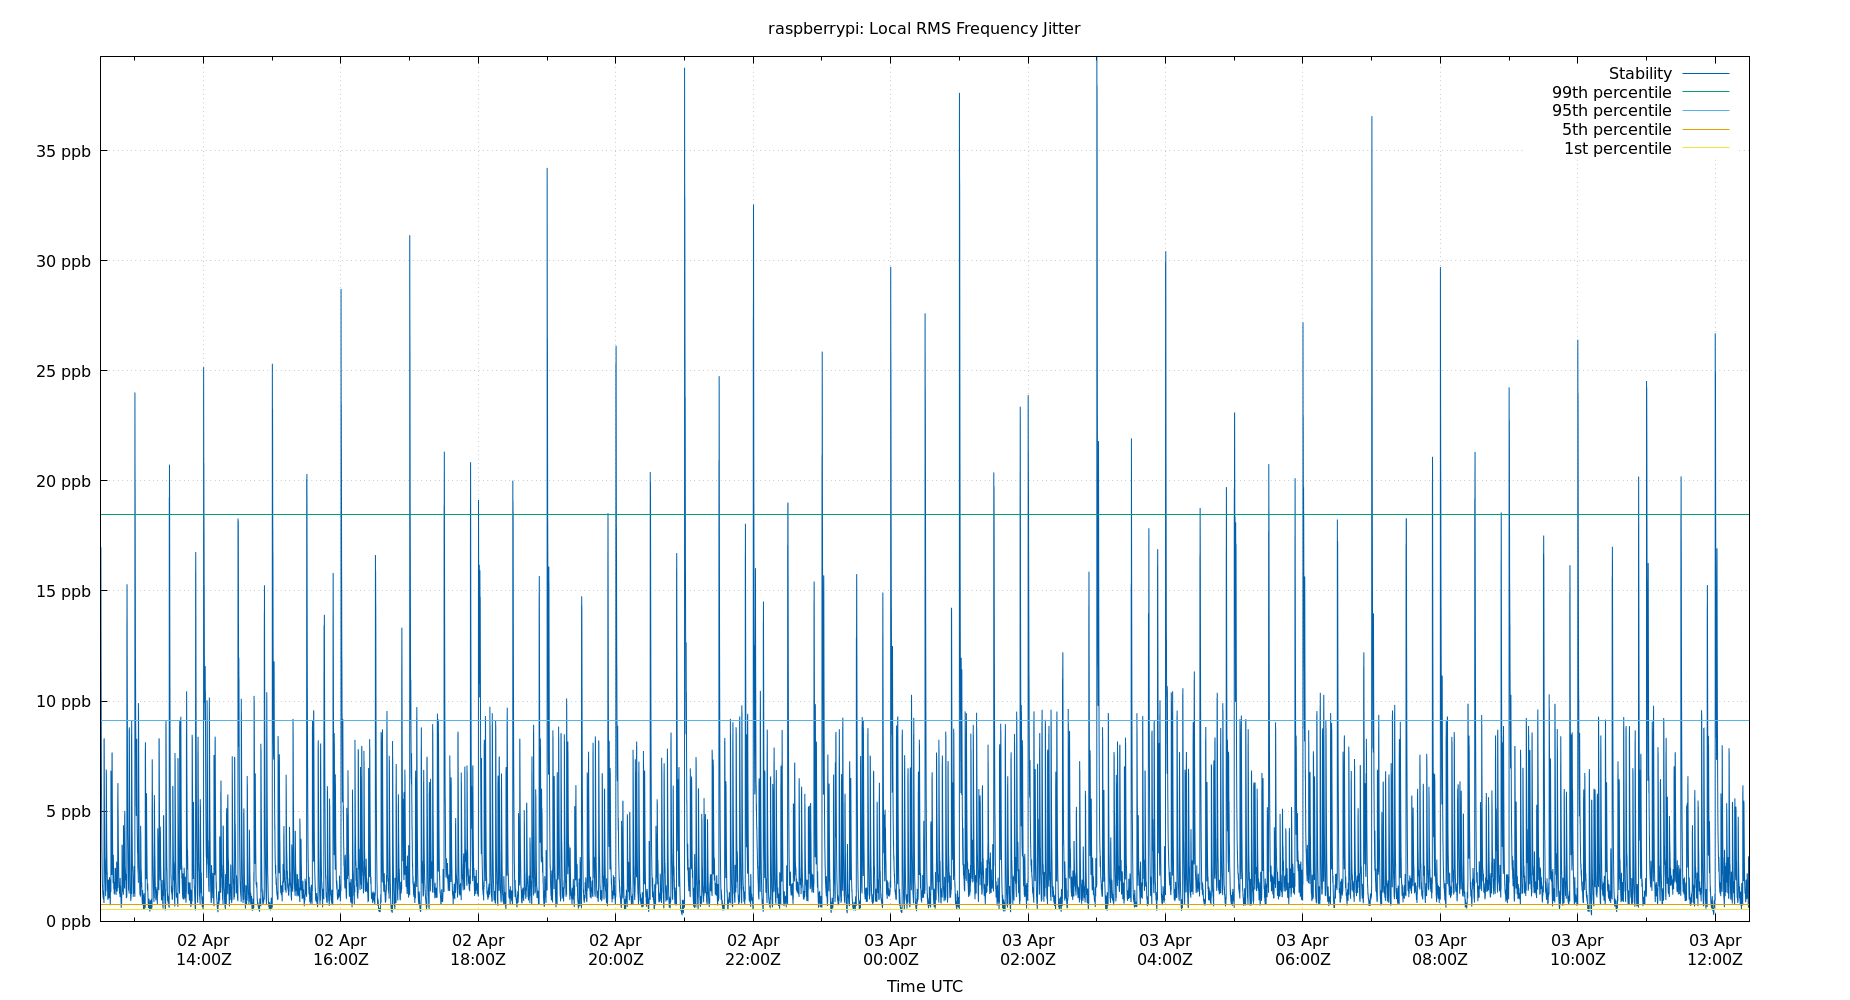 raspberrypi: Local RMS Frequency Jitter
Stability
99th percentile
95th percentile
5th percentile
1st percentile
35 ppb
30 ppb
25 ppb
20 ppb
15 ppb
10 ppb
5 ppb
0 ppb
02 Apr 02 Apr 02 Apr 02 Apr 02 Apr 03 Apr 03 Apr 03 Apr 03 Apr 03 Apr 03 Apr 03 Apr
14:00Z 16:00Z 18:00Z 20:00Z 22:00Z 00:00Z 02:00Z 04:00Z 06:00Z 08:00Z 10:00Z 12:00Z
Time UTC